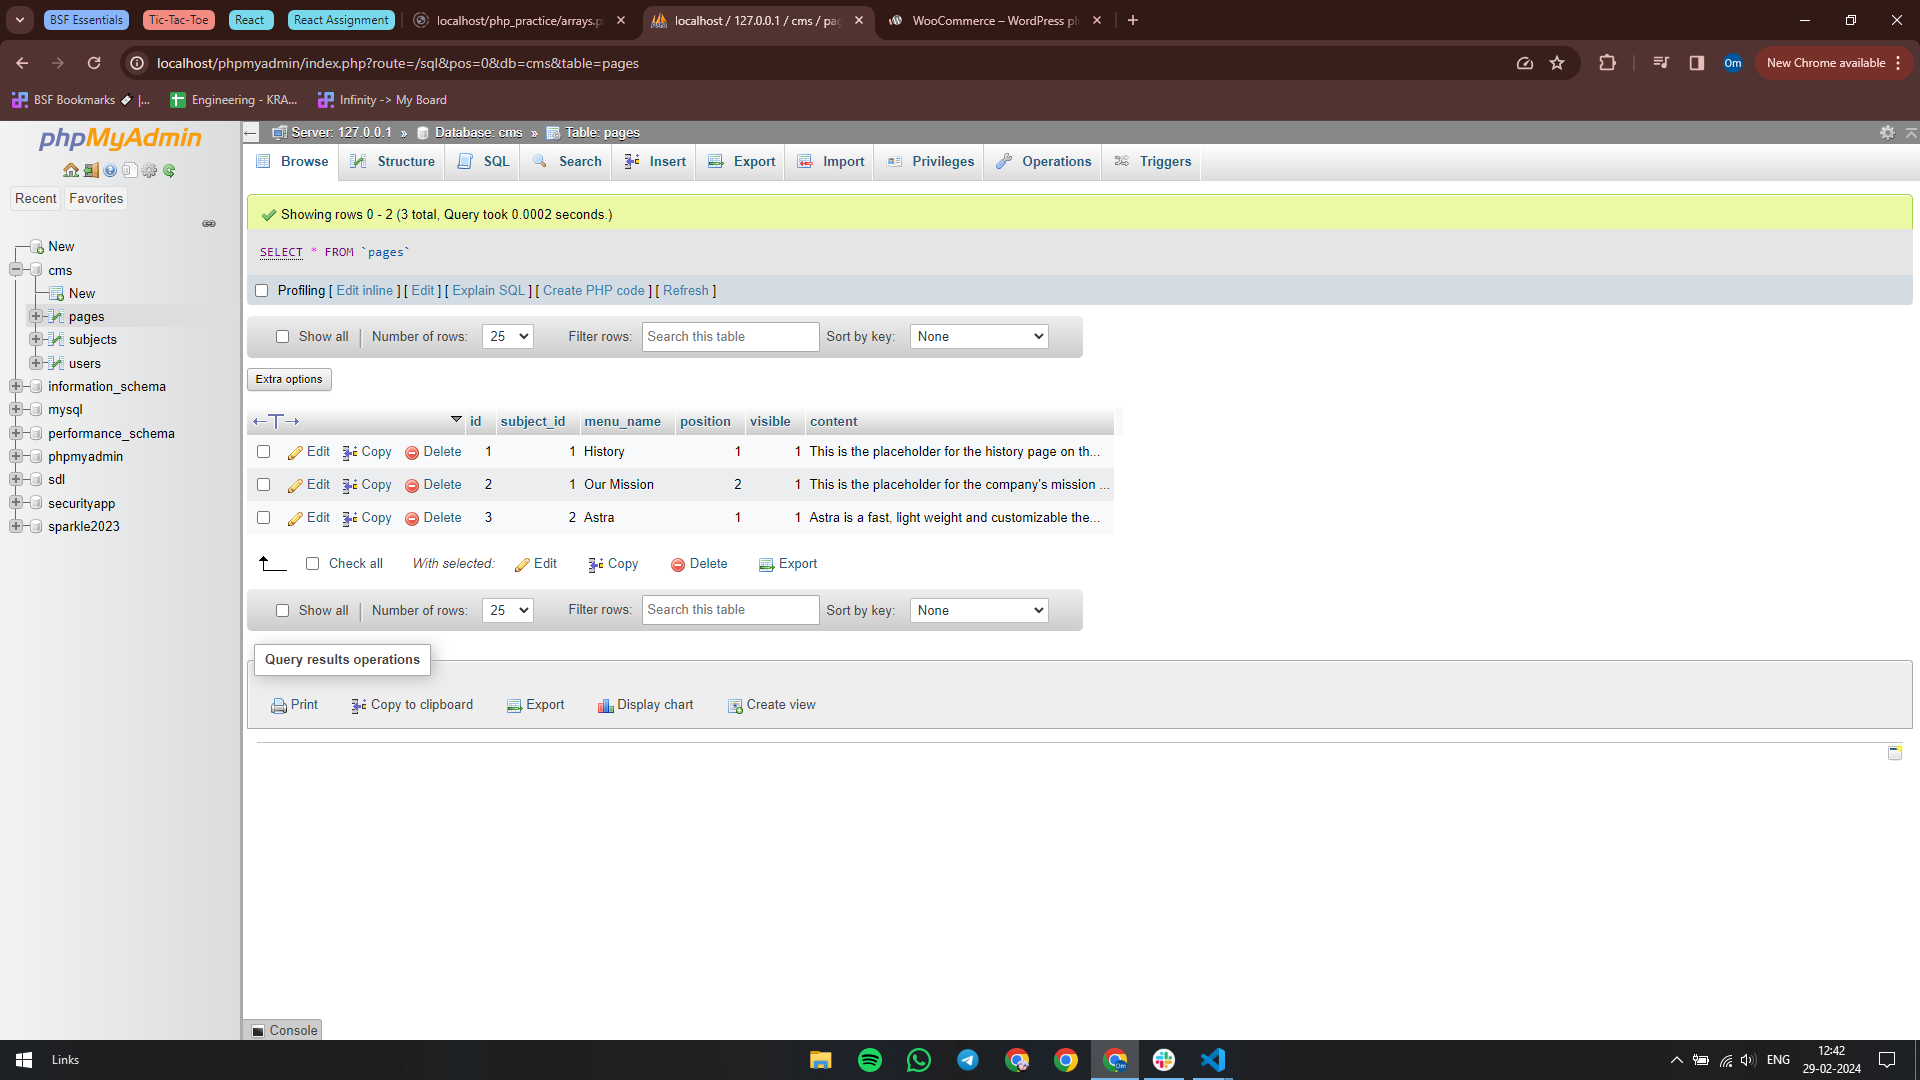 BSF Essentials
Tic-Tac-Toe
React
React Assignment
localhost/php_practice/arrays.p
localhost / 127.0.0.1 / cms / pa
WooCommerce – WordPress pl
localhost/phpmyadmin/index.php?route=/sql&pos=0&db=cms&table=pages
Om
New Chrome available
BSF Bookmarks |...
Engineering - KRA...
Infinity -> My Board
phpMyAdmin
Recent
Favorites
New
cms
New
pages
subjects
users
information_schema
mysql
performance_schema
phpmyadmin
sdl
securityapp
sparkle2023
Server: 127.0.0.1 » Database: cms » Table: pages
Browse
Structure
SQL
Search
Insert
Export
Import
Privileges
Operations
Triggers
Showing rows 0 - 2 (3 total, Query took 0.0002 seconds.)
SELECT * FROM `pages`
Profiling [ Edit inline ] [ Edit ] [ Explain SQL ] [ Create PHP code ] [ Refresh ]
Show all | Number of rows: 25 Filter rows: Search this table Sort by key: None
Extra options
←T→ id subject_id menu_name position visible content
Edit Copy Delete 1 1 History 1 1 This is the placeholder for the history page on th...
Edit Copy Delete 2 1 Our Mission 2 1 This is the placeholder for the company's mission ...
Edit Copy Delete 3 2 Astra 1 1 Astra is a fast, light weight and customizable the...
Check all With selected: Edit Copy Delete Export
Show all | Number of rows: 25 Filter rows: Search this table Sort by key: None
Query results operations
Print
Copy to clipboard
Export
Display chart
Create view
Console
Links
Om
ENG
12:42
29-02-2024